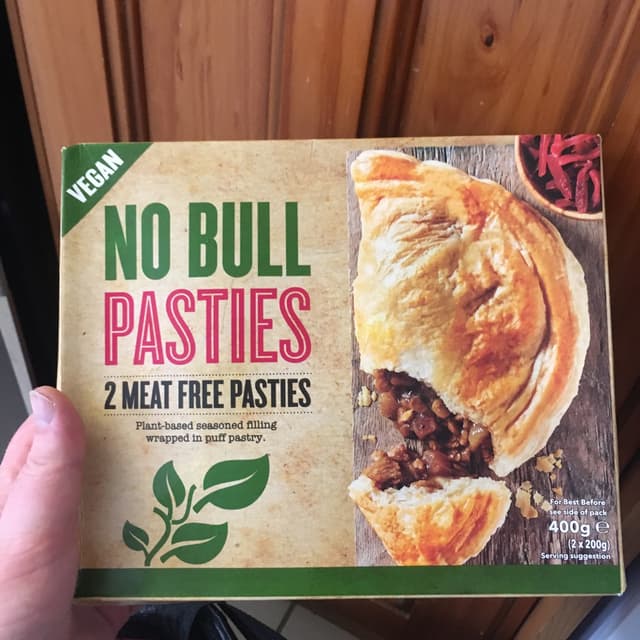 VEGAN
NO BULL
PASTIES
2 MEAT FREE PASTIES
Plant-based seasoned filling
wrapped in puff pastry.
For Best Before
see side of pack
400g ℮
(2 x 200g)
Serving suggestion